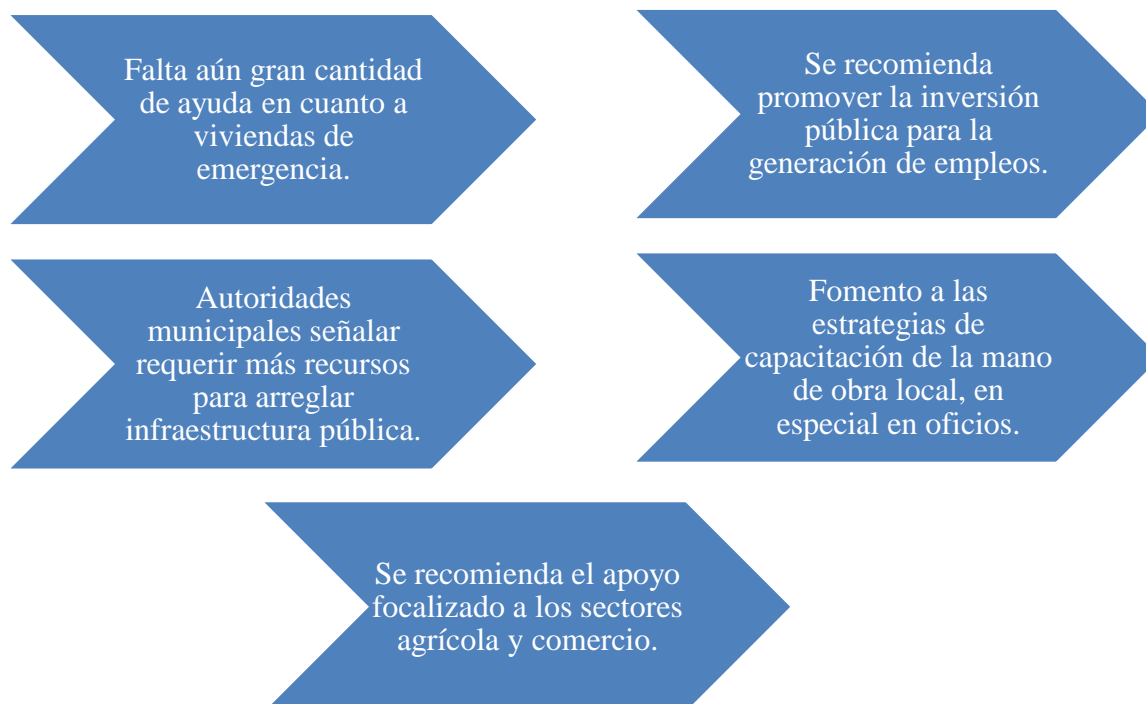 Falta aún gran cantidad
de ayuda en cuanto a
viviendas de
emergencia.
Se recomienda
promover la inversión
pública para la
generación de empleos.
Autoridades
municipales señalar
requerir más recursos
para arreglar
infraestructura pública.
Fomento a las
estrategias de
capacitación de la mano
de obra local, en
especial en oficios.
Se recomienda el apoyo
focalizado a los sectores
agrícola y comercio.